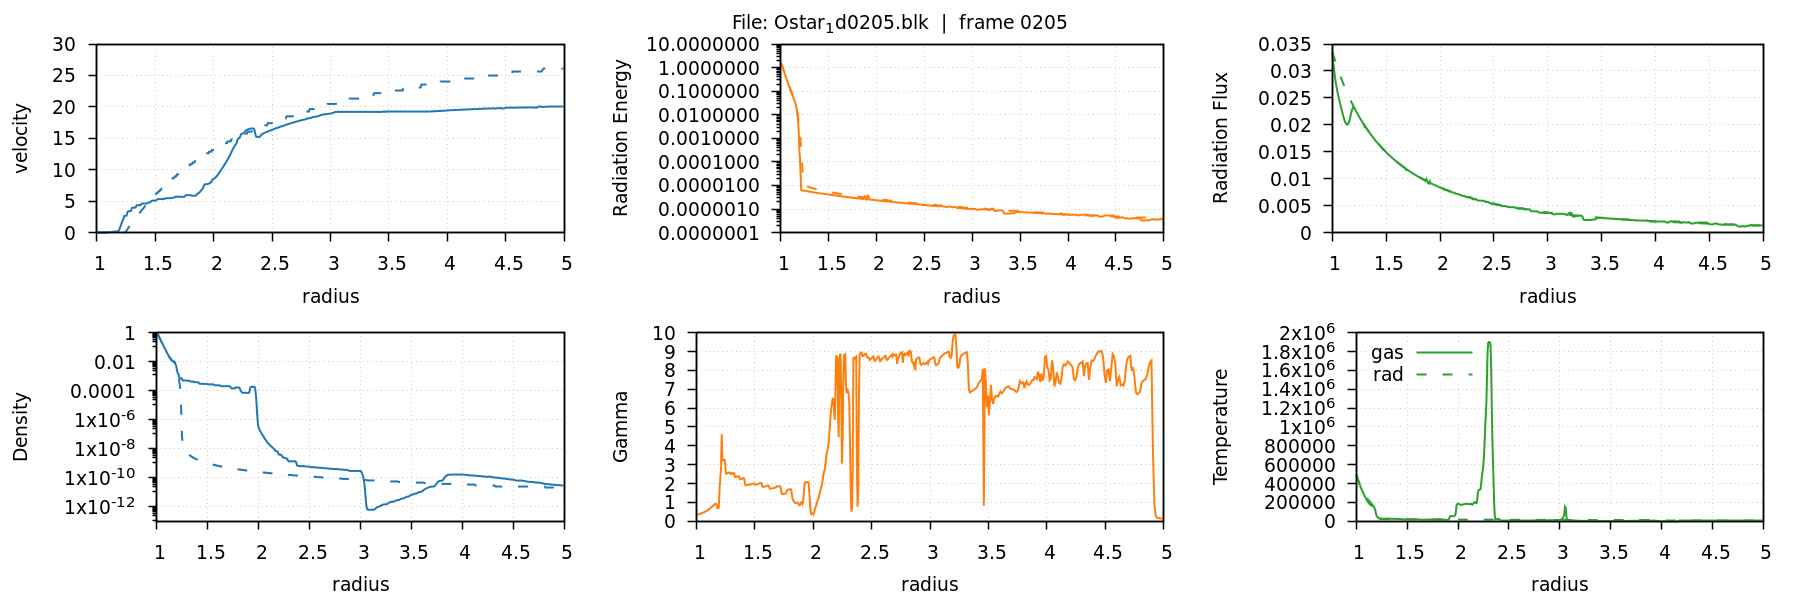 File: Ostar1d0205.blk | frame 0205
velocity
30
25
20
15
10
5
0
1 1.5 2 2.5 3 3.5 4 4.5 5
radius
Radiation Energy
10.0000000
1.0000000
0.1000000
0.0100000
0.0010000
0.0001000
0.0000100
0.0000010
0.0000001
1 1.5 2 2.5 3 3.5 4 4.5 5
radius
Radiation Flux
0.035
0.03
0.025
0.02
0.015
0.01
0.005
0
1 1.5 2 2.5 3 3.5 4 4.5 5
radius
Density
1
0.01
0.0001
1x10-6
1x10-8
1x10-10
1x10-12
1 1.5 2 2.5 3 3.5 4 4.5 5
radius
Gamma
10
9
8
7
6
5
4
3
2
1
0
1 1.5 2 2.5 3 3.5 4 4.5 5
radius
Temperature
2x106
1.8x106
1.6x106
1.4x106
1.2x106
1x106
800000
600000
400000
200000
0
gas
rad
1 1.5 2 2.5 3 3.5 4 4.5 5
radius